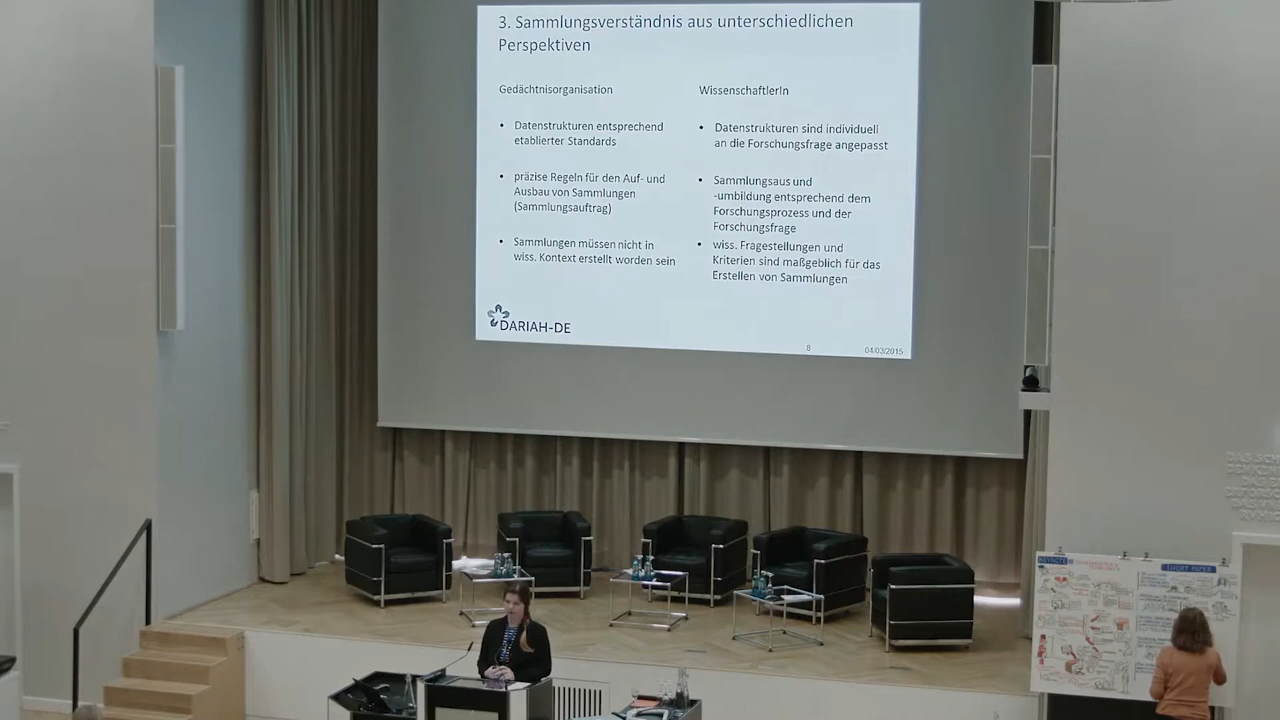 3. Sammlungsverständnis aus unterschiedlichen
Perspektiven
Gedächtnisorganisation
• Datenstrukturen entsprechend
etablierter Standards
• präzise Regeln für den Auf- und
Ausbau von Sammlungen
(Sammlungsauftrag)
• Sammlungen müssen nicht in
wiss. Kontext erstellt worden sein
WissenschaftlerIn
• Datenstrukturen sind individuell
an die Forschungsfrage angepasst
• Sammlungsaus und
-umbildung entsprechend dem
Forschungsprozess und der
Forschungsfrage
• wiss. Fragestellungen und
Kriterien sind maßgeblich für das
Erstellen von Sammlungen
DARIAH-DE
8
04/03/2015
KEYNOTE
SHORT PAPER